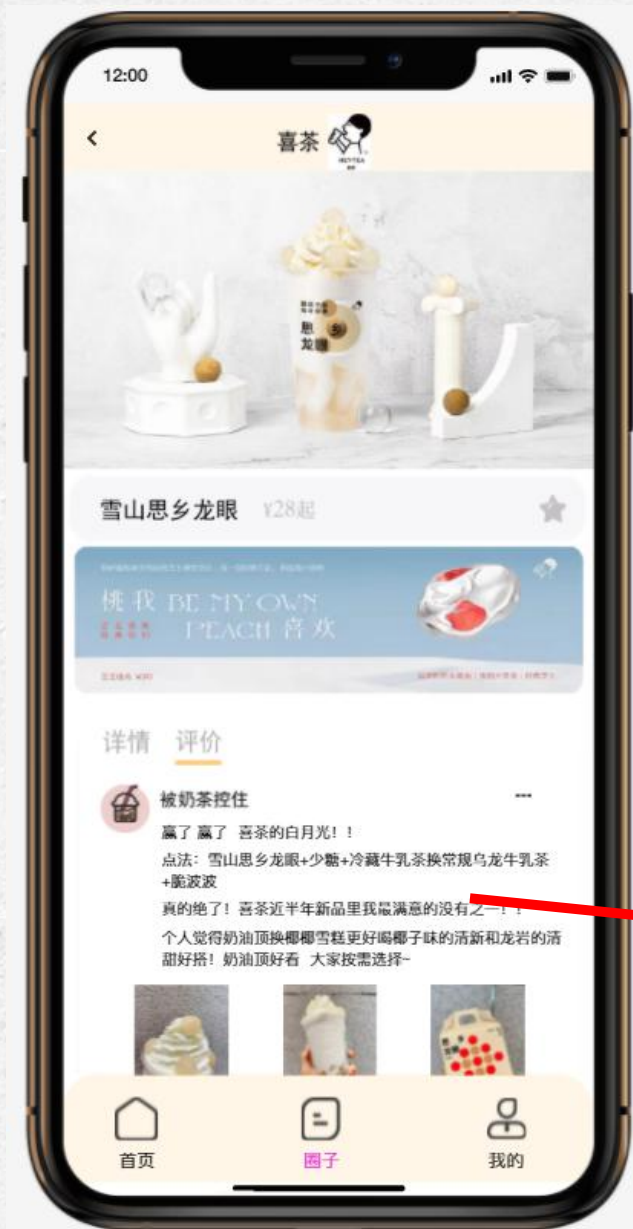 12:00
喜茶
HEYTEA
思乡
龙眼
雪山思乡龙眼 ¥28起
桃我 BE MY OWN
PEACH 喜欢
详情 评价
被奶茶控住
赢了 赢了 喜茶的白月光！！
点法：雪山思乡龙眼+少糖+冷藏牛乳茶换常规乌龙牛乳茶
+脆波波
真的绝了！喜茶近半年新品里我最满意的没有之一！！
个人觉得奶油顶换椰椰雪糕更好喝椰子味的清新和龙岩的清
甜好搭！奶油顶好看 大家按需选择~
首页 圈子 我的